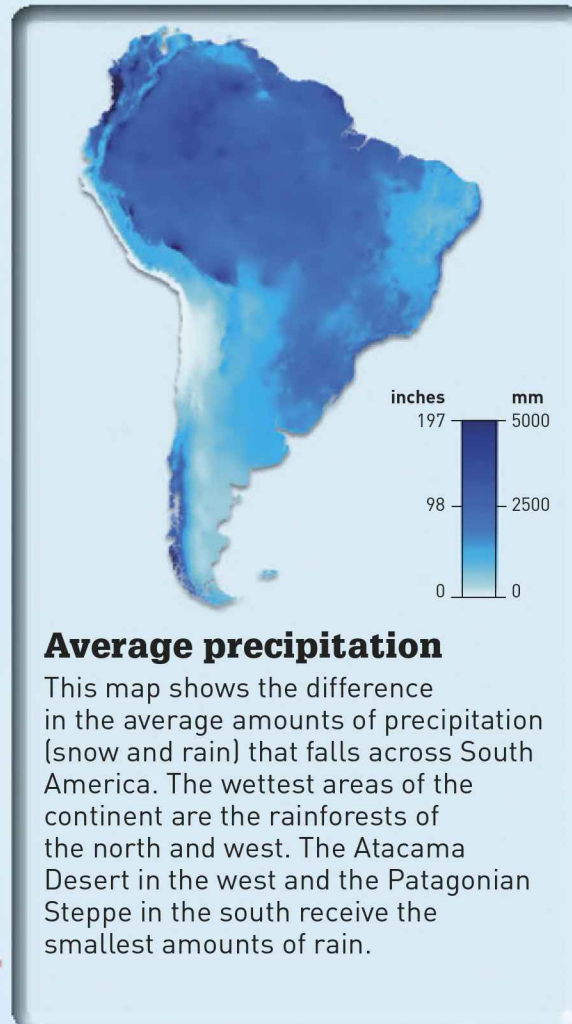 inches mm
197 5000
98 2500
0 0
Average precipitation
This map shows the difference
in the average amounts of precipitation
(snow and rain) that falls across South
America. The wettest areas of the
continent are the rainforests of
the north and west. The Atacama
Desert in the west and the Patagonian
Steppe in the south receive the
smallest amounts of rain.